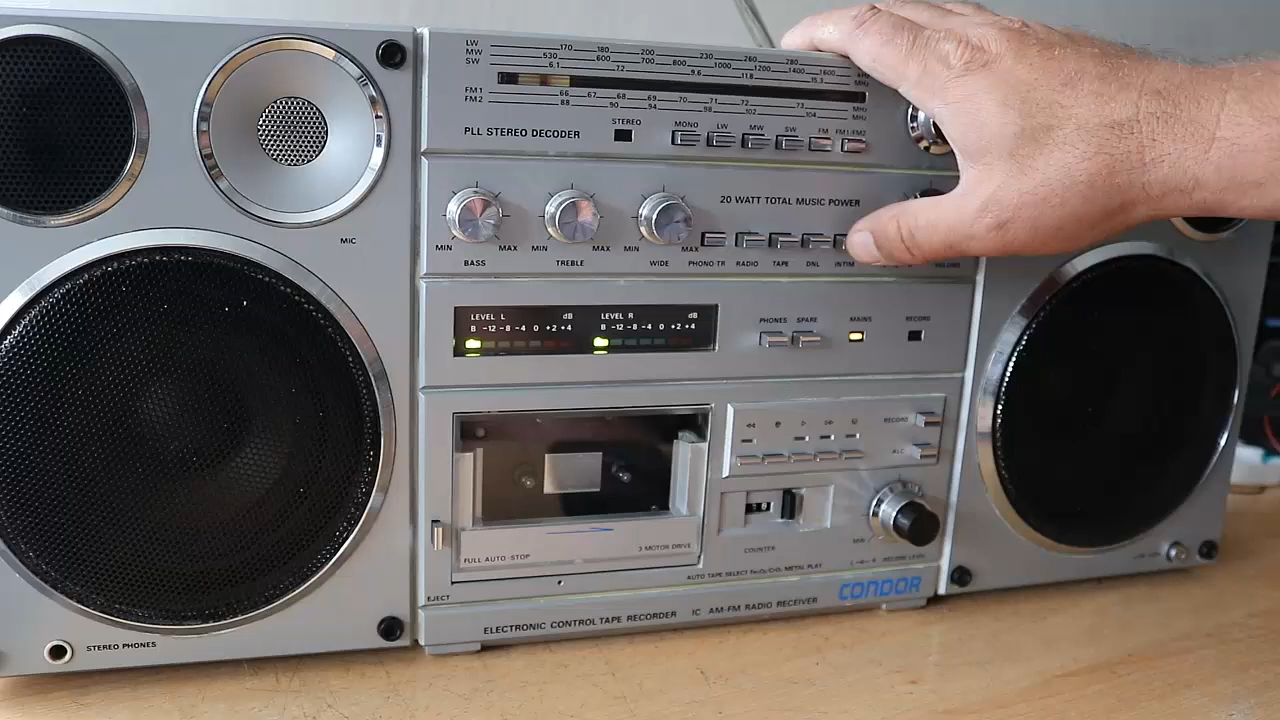 LW 170 180 200 230 260 280
MW 530 600 800 1000 1200 1400 1600
SW 6.1 7.2 9.6 11.8 15.3 MHz
FM1 66 67 68 69 70 71 72 73 MHz
FM2 88 90 94 98 102 104 MHz
PLL STEREO DECODER
STEREO
MONO LW MW SW FM FM1/FM2
20 WATT TOTAL MUSIC POWER
MIN MAX MIN MAX MIN MAX
BASS TREBLE WIDE
PHONO TR RADIO TAPE DNL INTIM
MIC
LEVEL L dB LEVEL R dB
B -12 -8 -4 0 +2 +4 B -12 -8 -4 0 +2 +4
PHONES SPARE MAINS RECORD
RECORD
ALC
COUNTER
MIN
RECORD LEVEL
FULL AUTO-STOP
3 MOTOR DRIVE
AUTO TAPE SELECT Fe₂O₃/CrO₂ METAL PLAY
EJECT
CONDOR
ELECTRONIC CONTROL TAPE RECORDER IC AM-FM RADIO RECEIVER
STEREO PHONES